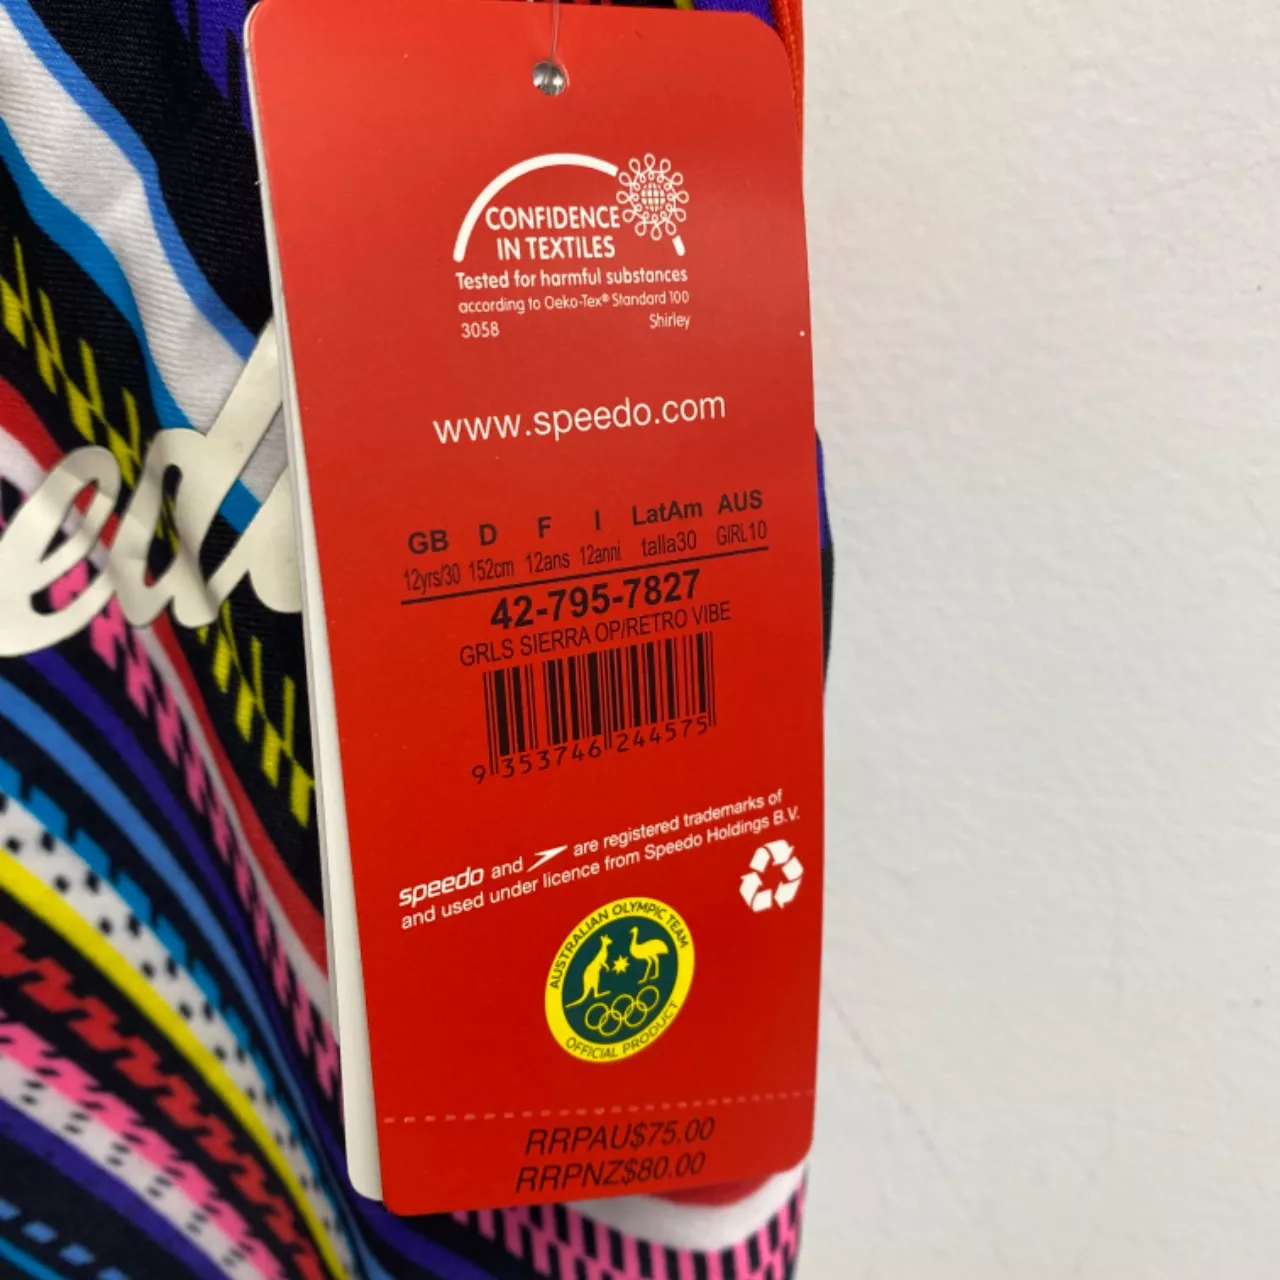 CONFIDENCE
IN TEXTILES
Tested for harmful substances
according to Oeko-Tex® Standard 100
3058 Shirley
www.speedo.com
GB D F I LatAm AUS
12yrs/30 152cm 12ans 12anni talla30 GIRL10
42-795-7827
GRLS SIERRA OP/RETRO VIBE
9 353746 244575
speedo and are registered trademarks of
and used under licence from Speedo Holdings B.V.
AUSTRALIAN OLYMPIC TEAM
OFFICIAL PRODUCT
RRPAU$75.00
RRPNZ$80.00